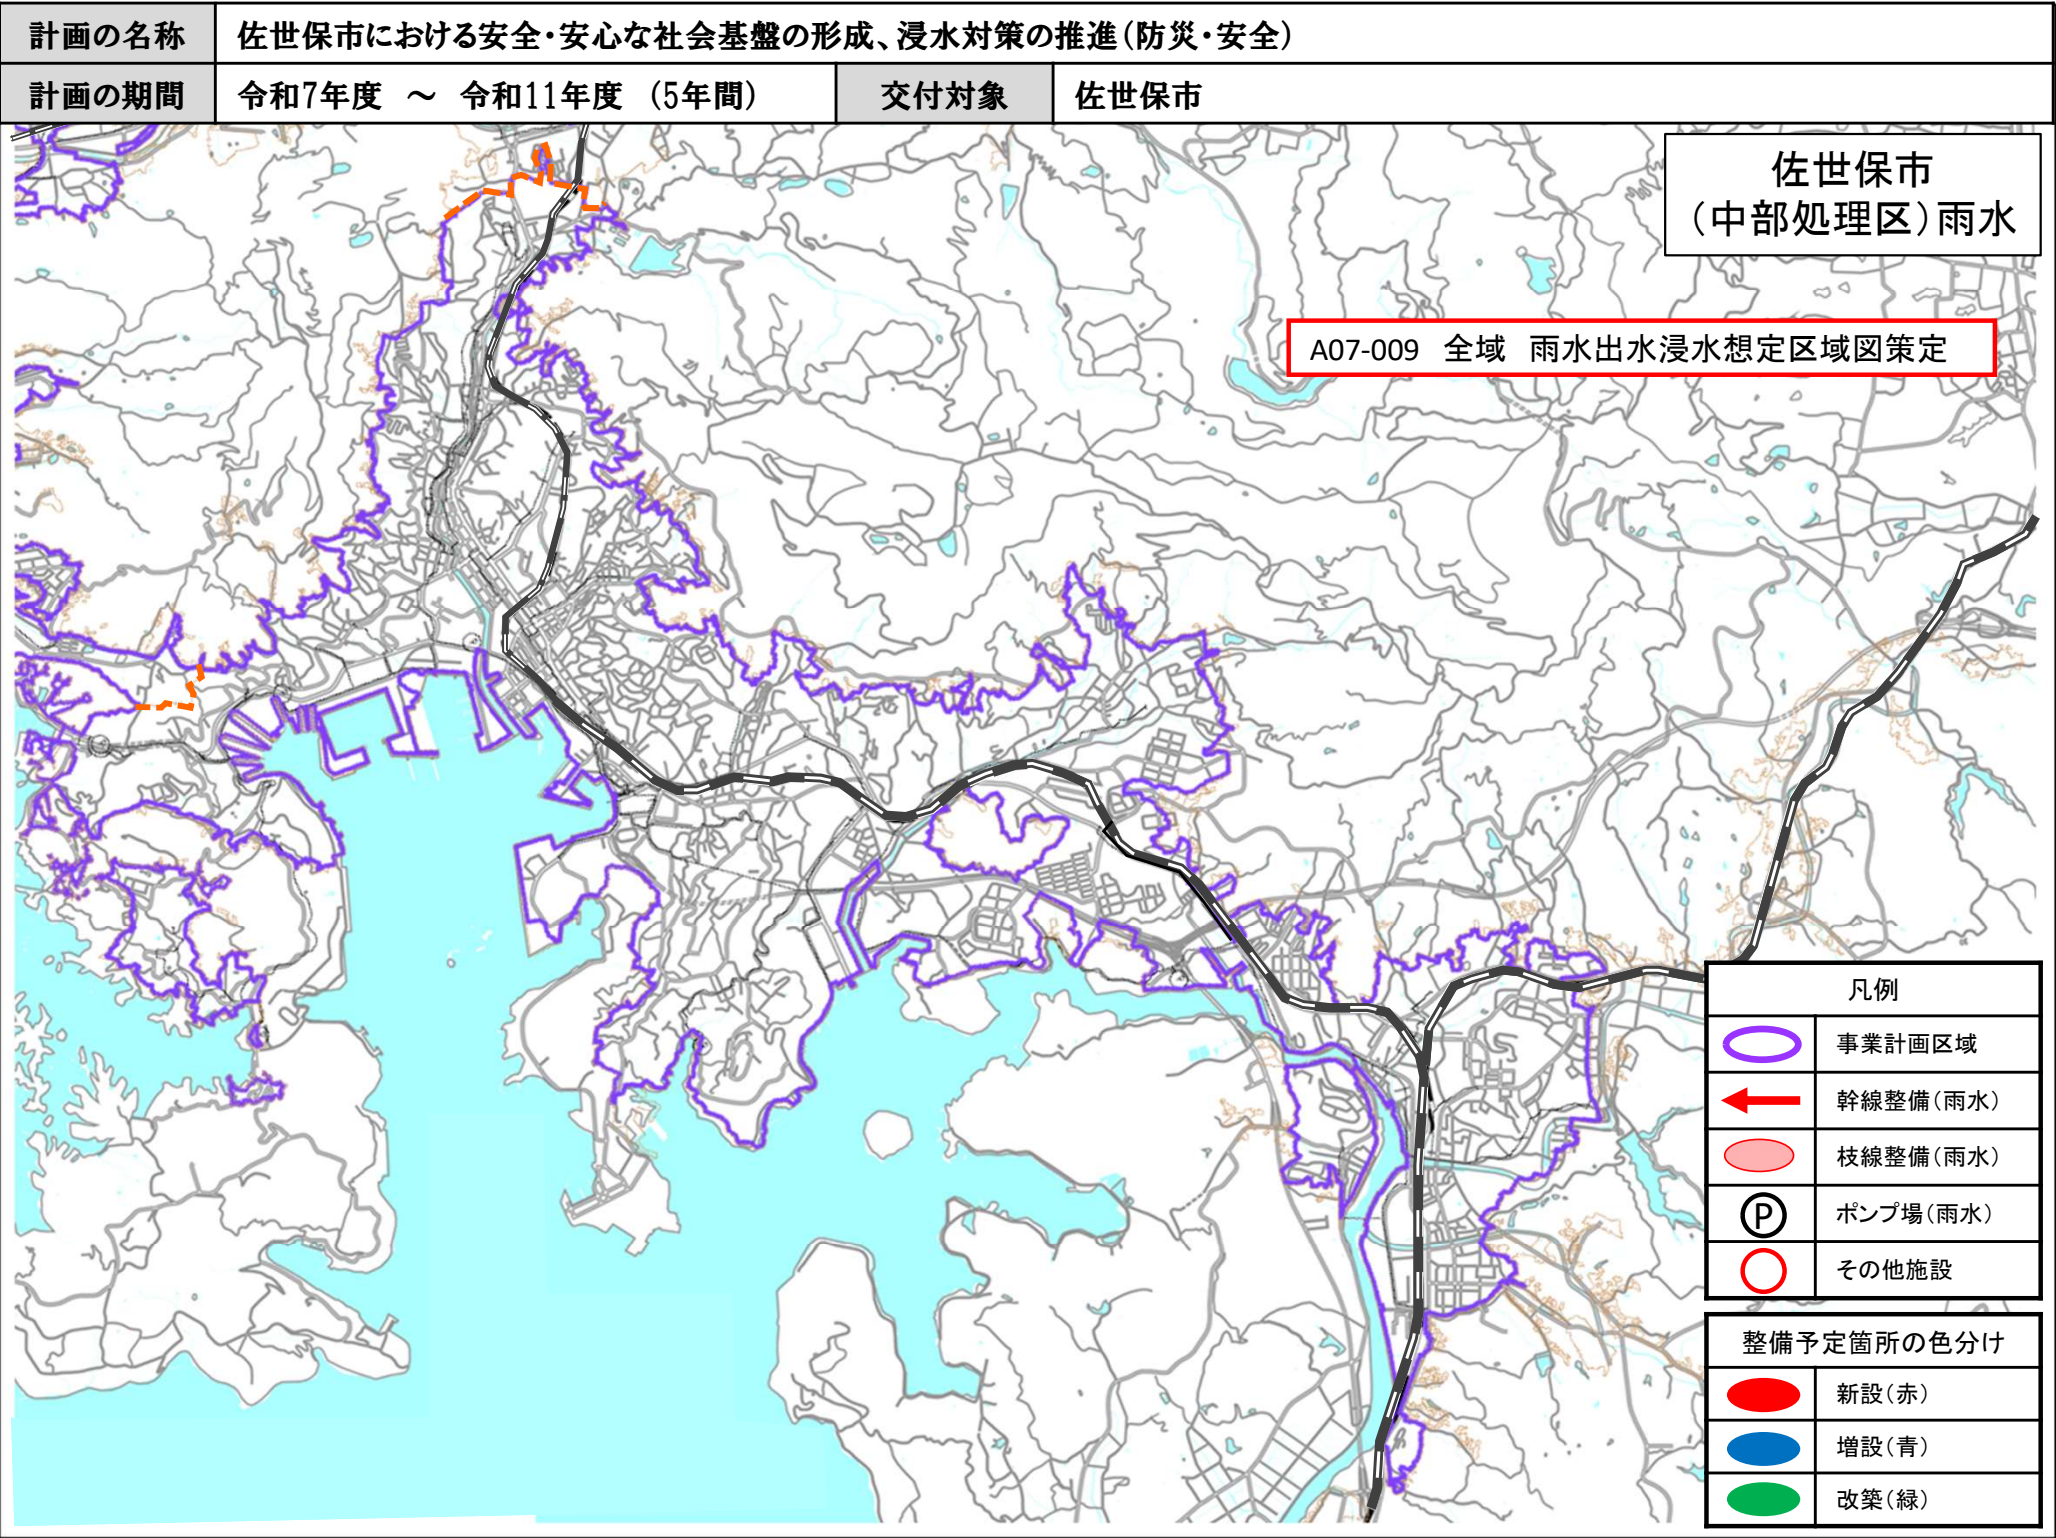 計画の名称
佐世保市における安全・安心な社会基盤の形成、浸水対策の推進(防災・安全)
計画の期間
令和7年度 ～ 令和11年度 (5年間)
交付対象
佐世保市
佐世保市
(中部処理区)雨水
A07-009 全域 雨水出水浸水想定区域図策定
凡例
事業計画区域
幹線整備(雨水)
枝線整備(雨水)
P
ポンプ場(雨水)
その他施設
整備予定箇所の色分け
新設(赤)
増設(青)
改築(緑)